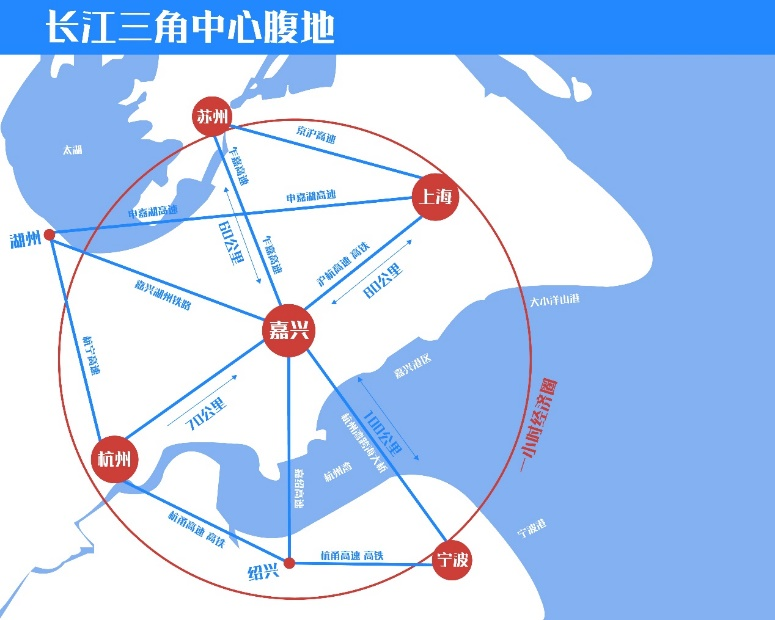 长江三角中心腹地
苏州
京沪高速
太湖
乍嘉高速
上海
申嘉湖高速
申嘉湖高速
湖州
60公里
乍嘉高速
沪杭高速 高铁
80公里
嘉兴湖州铁路
大小洋山港
嘉兴
杭宁高速
嘉兴港区
70公里
100公里
一小时经济圈
杭州湾跨海大桥
杭州
杭州湾
嘉绍高速
杭甬高速 高铁
宁波港
绍兴
杭甬高速 高铁
宁波